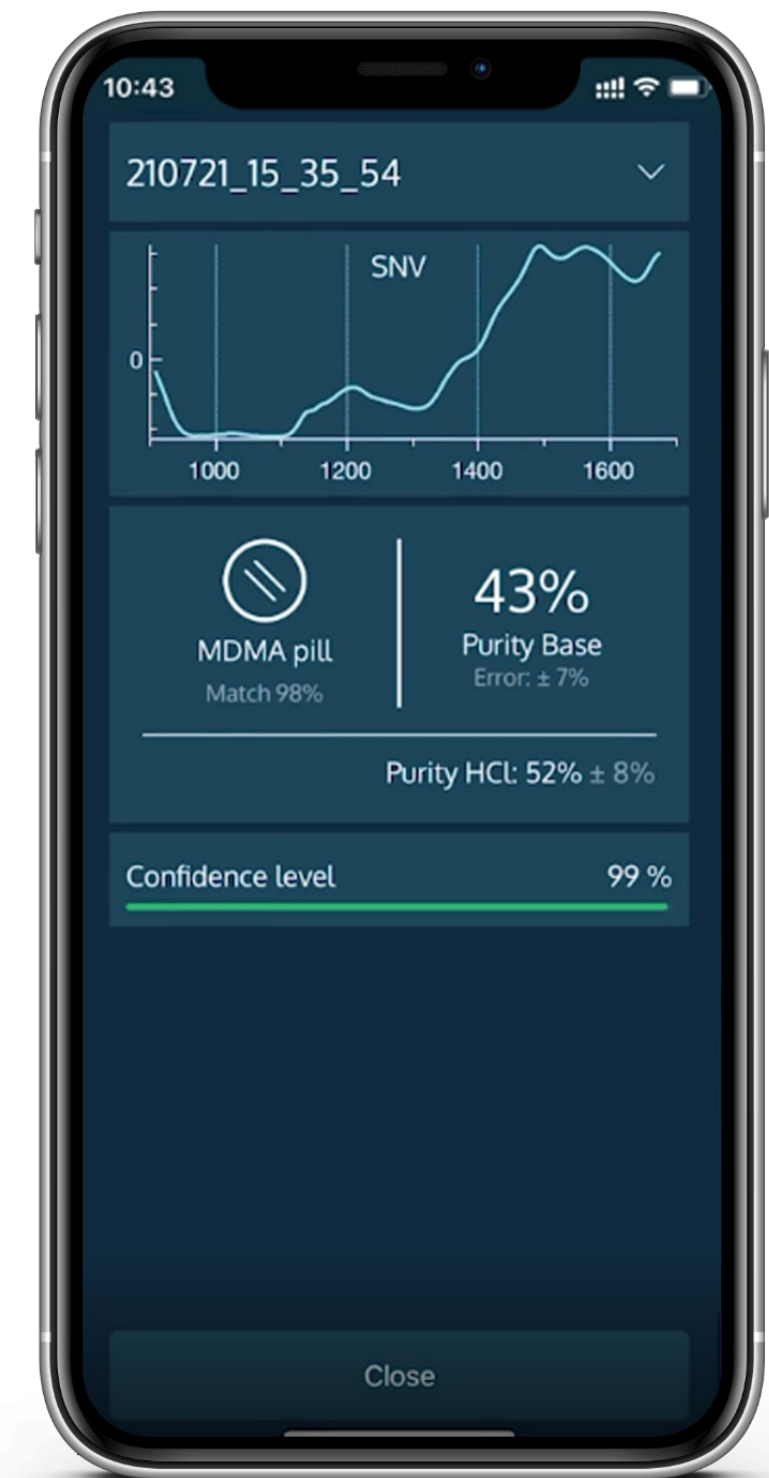 10:43
210721_15_35_54
SNV
0
1000 1200 1400 1600
MDMA pill
Match 98%
43%
Purity Base
Error: ± 7%
Purity HCl: 52% ± 8%
Confidence level 99 %
Close